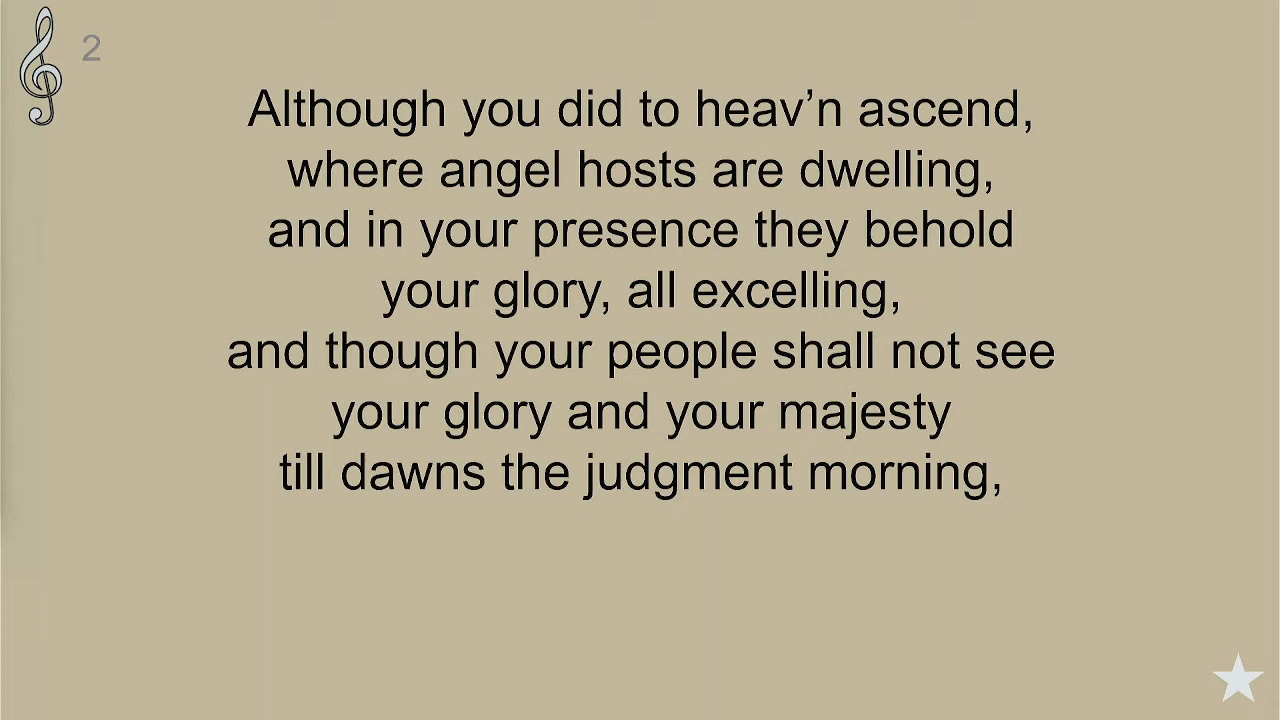 2
Although you did to heav’n ascend,
where angel hosts are dwelling,
and in your presence they behold
your glory, all excelling,
and though your people shall not see
your glory and your majesty
till dawns the judgment morning,